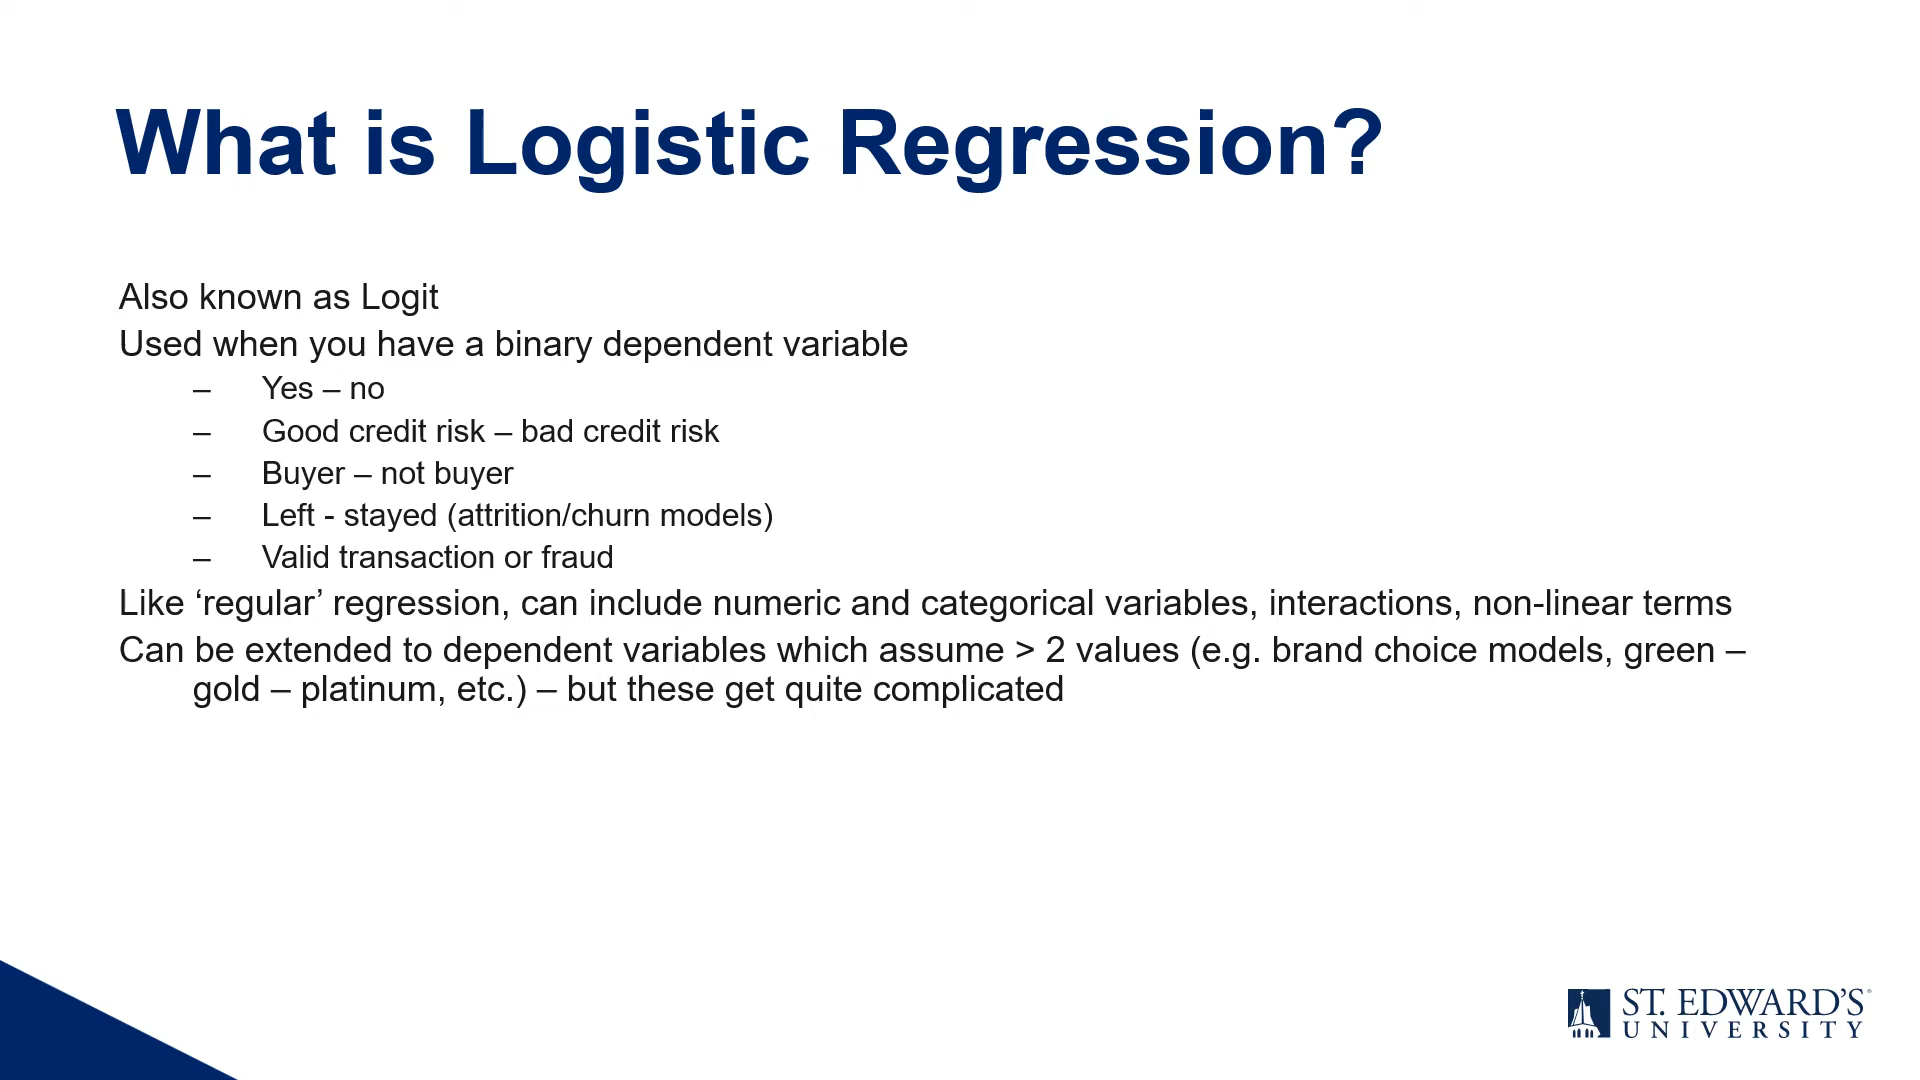 What is Logistic Regression?
Also known as Logit
Used when you have a binary dependent variable
– Yes – no
– Good credit risk – bad credit risk
– Buyer – not buyer
– Left - stayed (attrition/churn models)
– Valid transaction or fraud
Like ‘regular’ regression, can include numeric and categorical variables, interactions, non-linear terms
Can be extended to dependent variables which assume > 2 values (e.g. brand choice models, green –
gold – platinum, etc.) – but these get quite complicated
ST. EDWARD’S®
UNIVERSITY